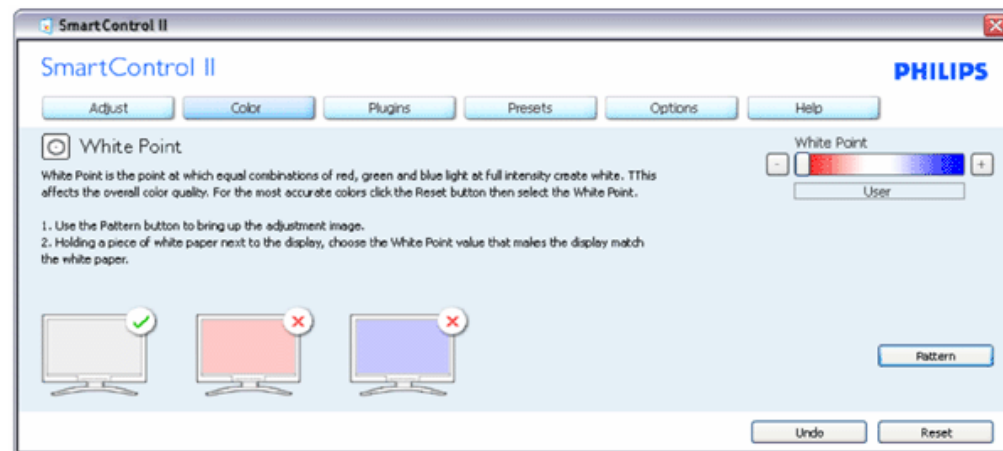 SmartControl II
SmartControl II
PHILIPS
Adjust Color Plugins Presets Options Help
White Point
White Point is the point at which equal combinations of red, green and blue light at full intensity create white. TThis
affects the overall color quality. For the most accurate colors click the Reset button then select the White Point.
1. Use the Pattern button to bring up the adjustment image.
2. Holding a piece of white paper next to the display, choose the White Point value that makes the display match
the white paper.
White Point
- +
User
Pattern
Undo Reset